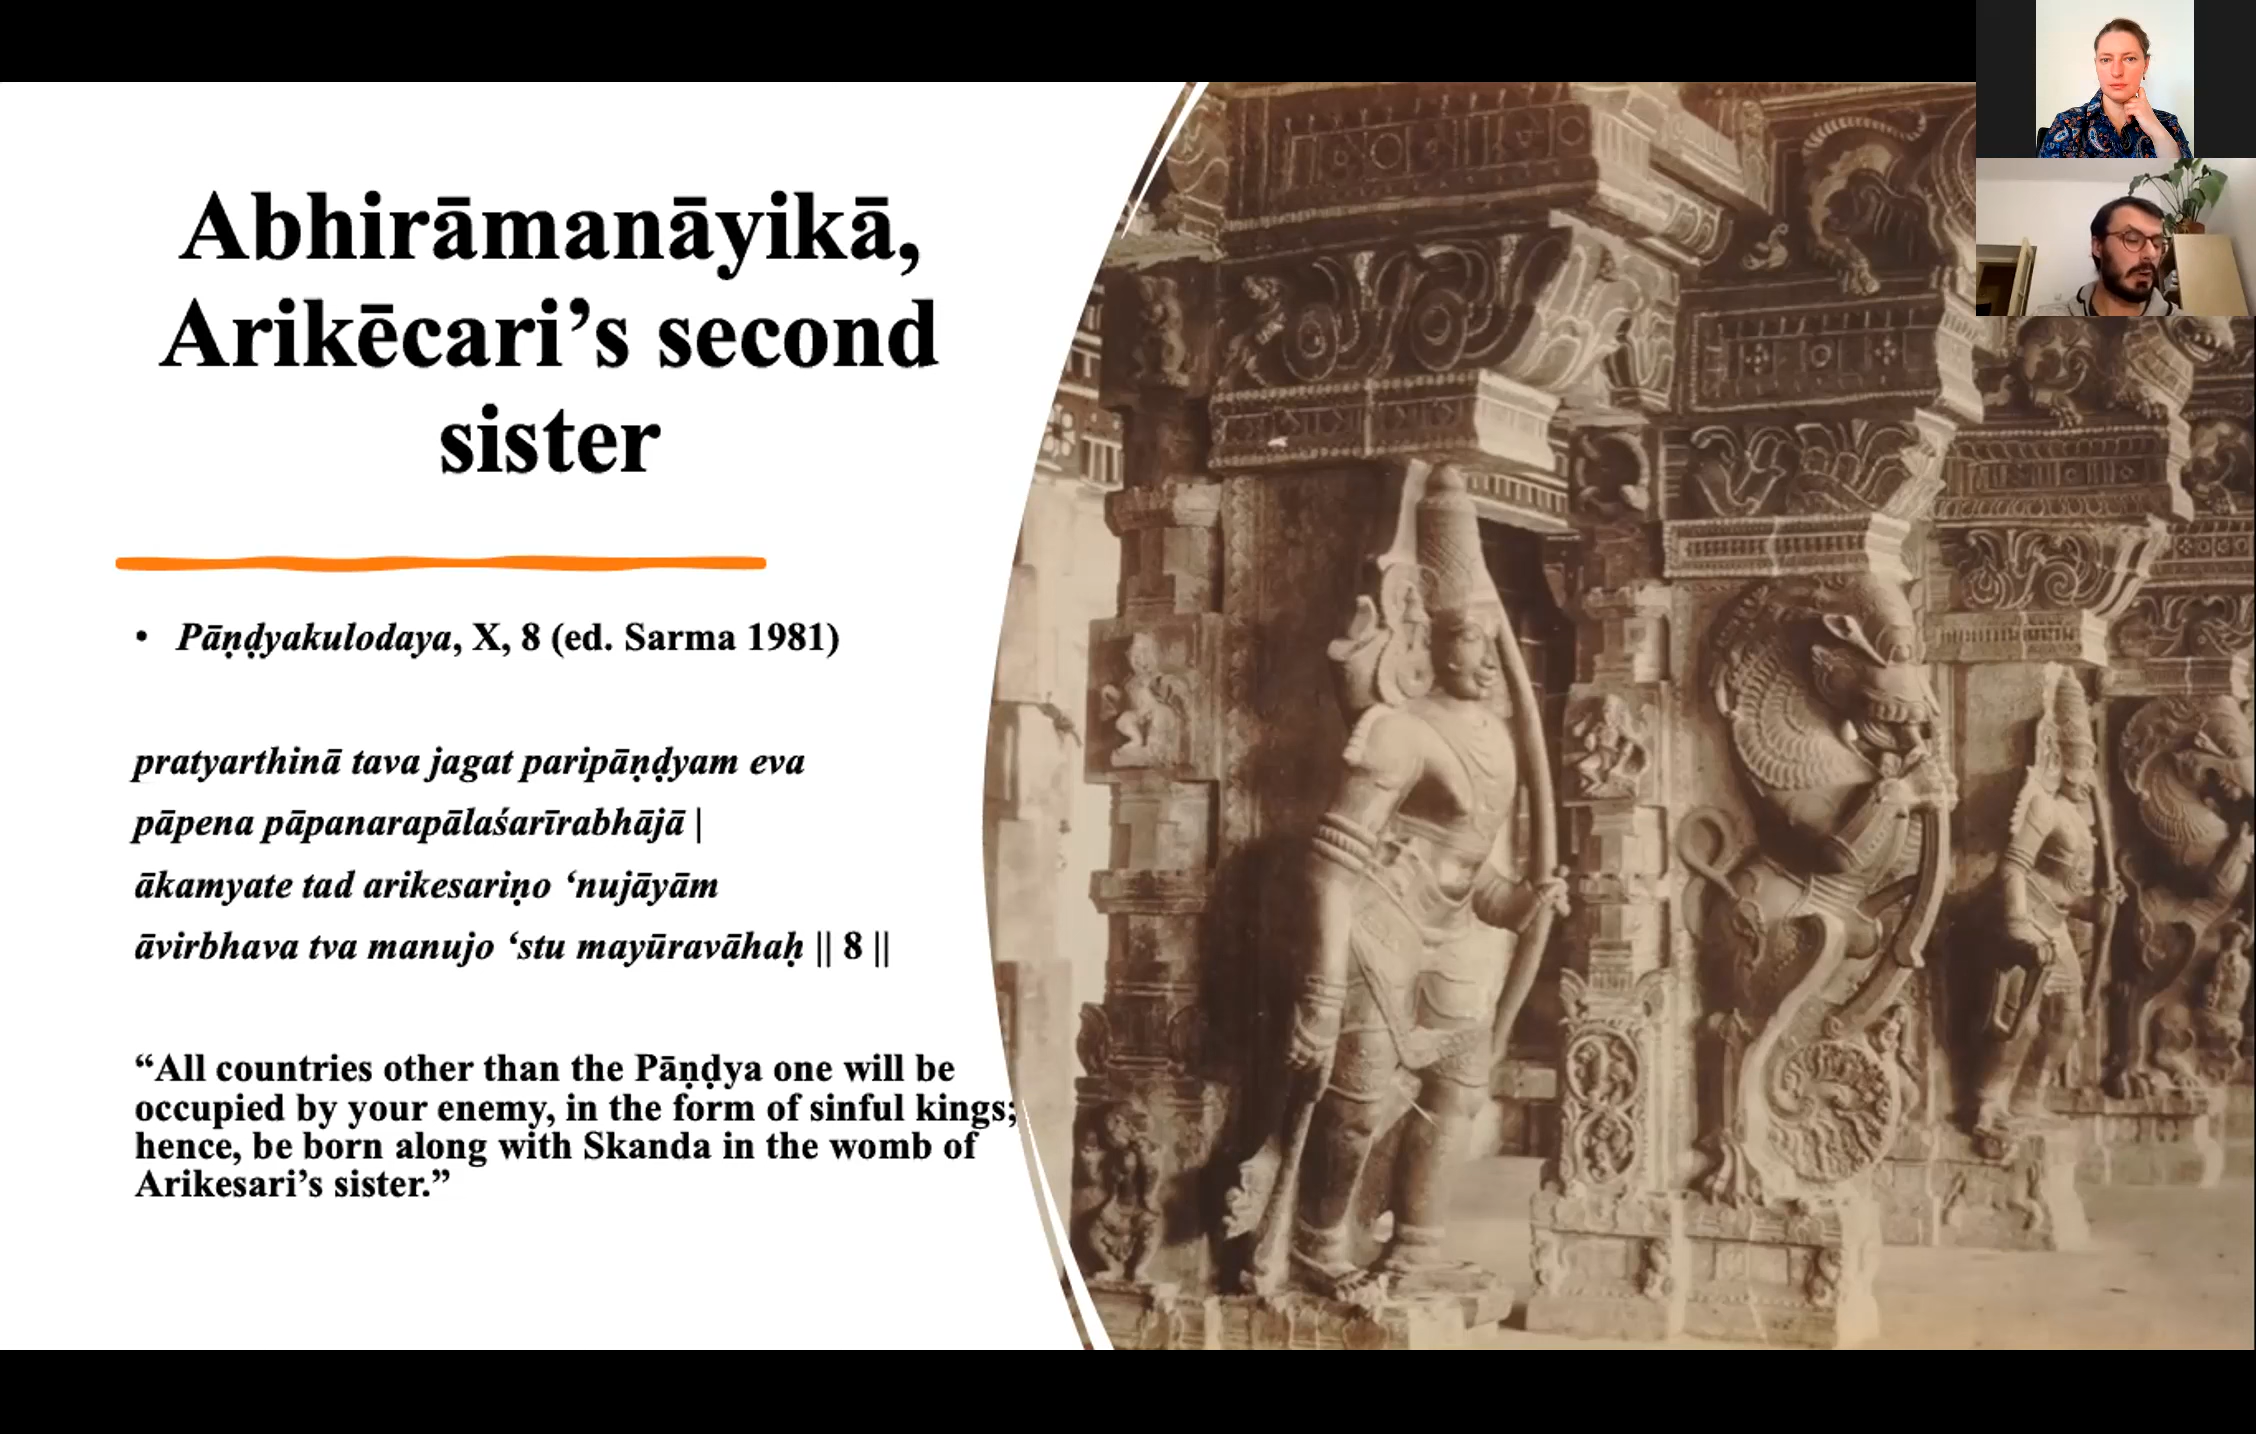 Abhirāmanāyikā,
Arikēcari’s second
sister
• Pāṇḍyakulodaya, X, 8 (ed. Sarma 1981)
pratyarthinā tava jagat paripāṇḍyam eva
pāpena pāpanarapālaśarīrabhājā |
ākamyate tad arikesariṇo ‘nujāyām
āvirbhava tva manujo ‘stu mayūravāhaḥ || 8 ||
“All countries other than the Pāṇḍya one will be
occupied by your enemy, in the form of sinful kings;
hence, be born along with Skanda in the womb of
Arikesari’s sister.”